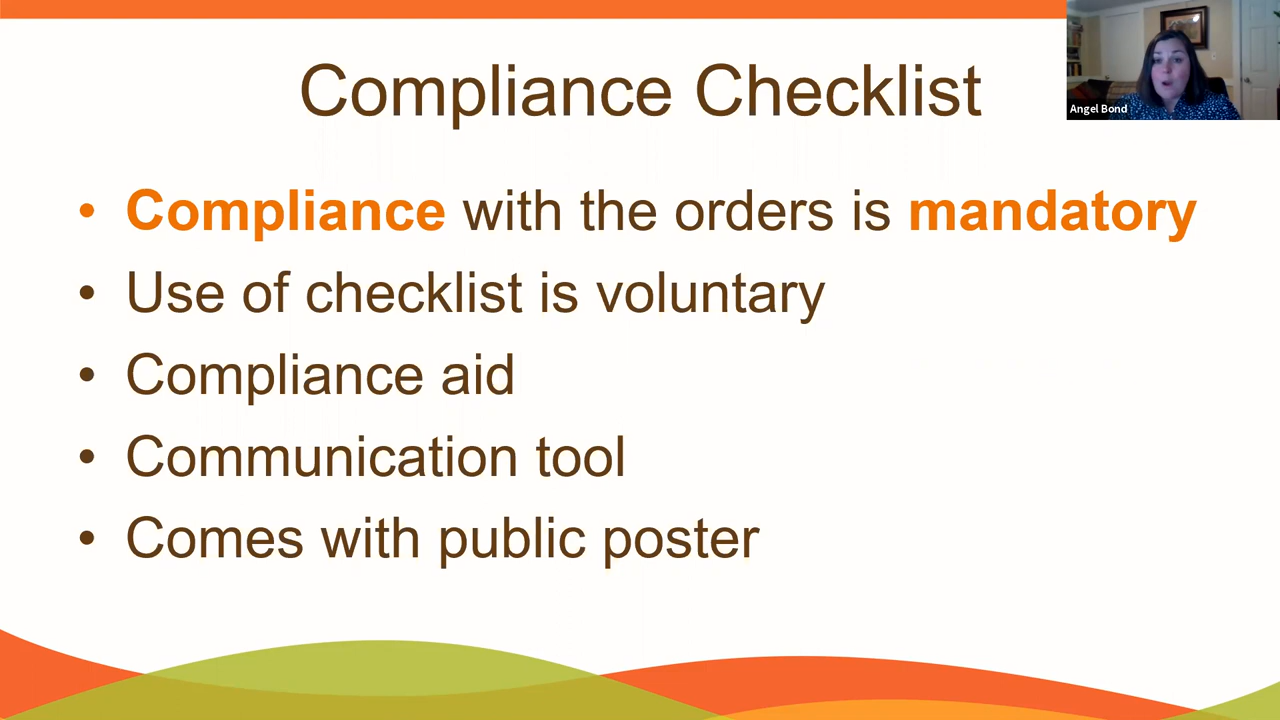 Compliance Checklist
Angel Bond
• Compliance with the orders is mandatory
• Use of checklist is voluntary
• Compliance aid
• Communication tool
• Comes with public poster